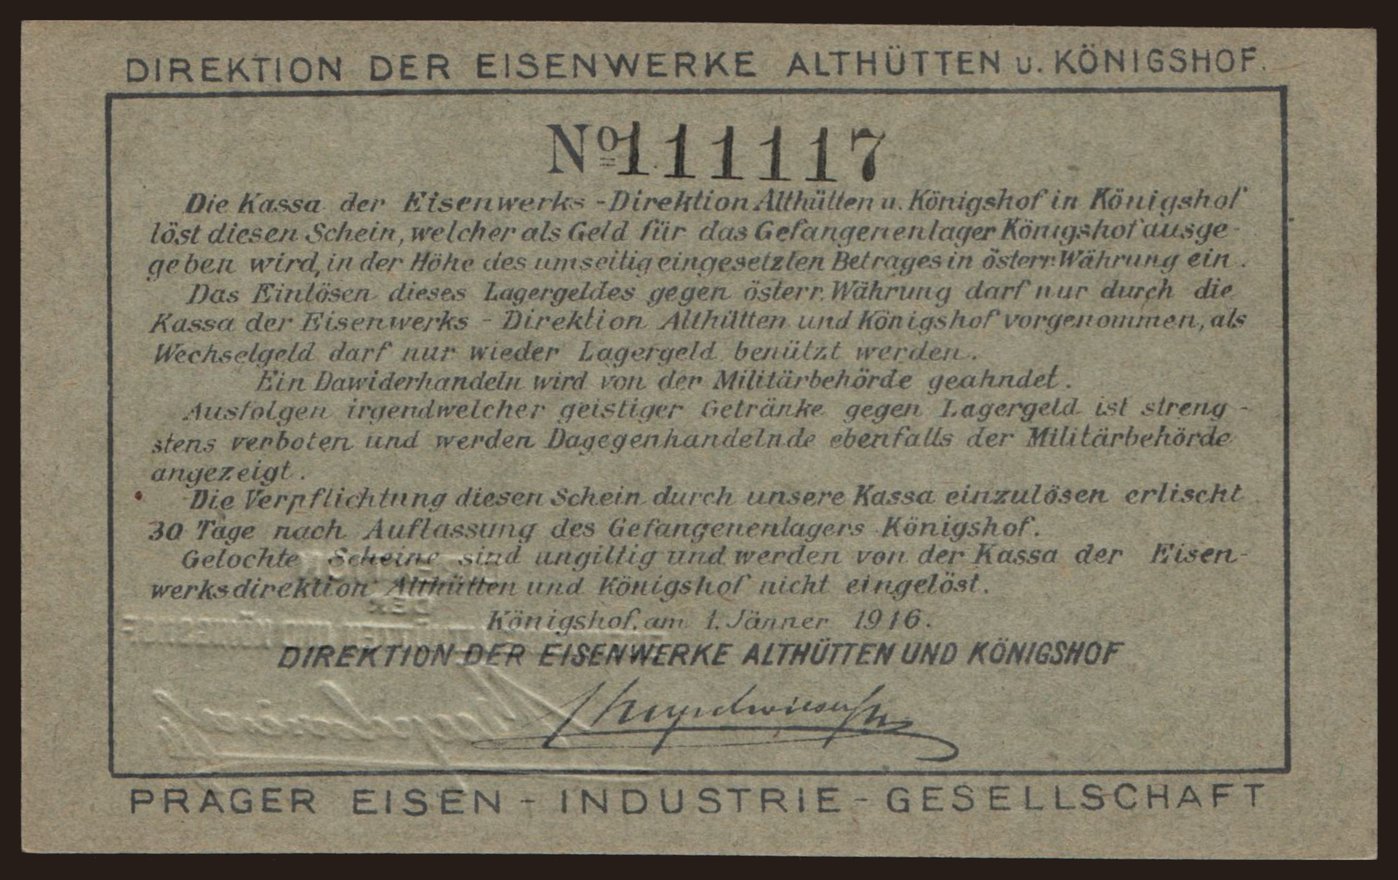 DIREKTION DER EISENWERKE ALTHÜTTEN u. KÖNIGSHOF.
No 111117
Die Kassa der Eisenwerks - Direktion Althütten u. Königshof in Königshof
löst diesen Schein, welcher als Geld für das Gefangenenlager Königshof ausge-
geben wird, in der Höhe des umseitig eingesetzten Betrages in österr. Währung ein.
Das Einlösen dieses Lagergeldes gegen österr. Währung darf nur durch die
Kassa der Eisenwerks - Direktion Althütten und Königshof vorgenommen, als
Wechselgeld darf nur wieder Lagergeld benützt werden.
Ein Dawiderhandeln wird von der Militärbehörde geahndet.
Ausfolgen irgendwelcher geistiger Getränke gegen Lagergeld ist streng-
stens verboten und werden Dagegenhandelnde ebenfalls der Militärbehörde
angezeigt.
Die Verpflichtung diesen Schein durch unsere Kassa einzulösen erlischt
30 Tage nach Auflassung des Gefangenenlagers Königshof.
Gelochte Scheine sind ungiltig und werden von der Kassa der Eisen-
werksdirektion Althütten und Königshof nicht eingelöst.
Königshof, am 1. Jänner 1916.
DIREKTION DER EISENWERKE ALTHÜTTEN UND KÖNIGSHOF
PRAGER EISEN - INDUSTRIE - GESELLSCHAFT